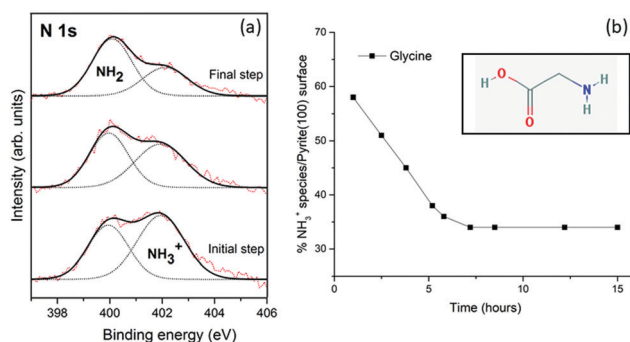 N 1s
(a)
NH₂
Final step
NH₃⁺
Initial step
Intensity (arb. units)
398 400 402 404 406
Binding energy (eV)
(b)
Glycine
H O N H
O H
% NH₃⁺ species/Pyrite(100) surface
70
60
50
40
30
0 5 10 15
Time (hours)